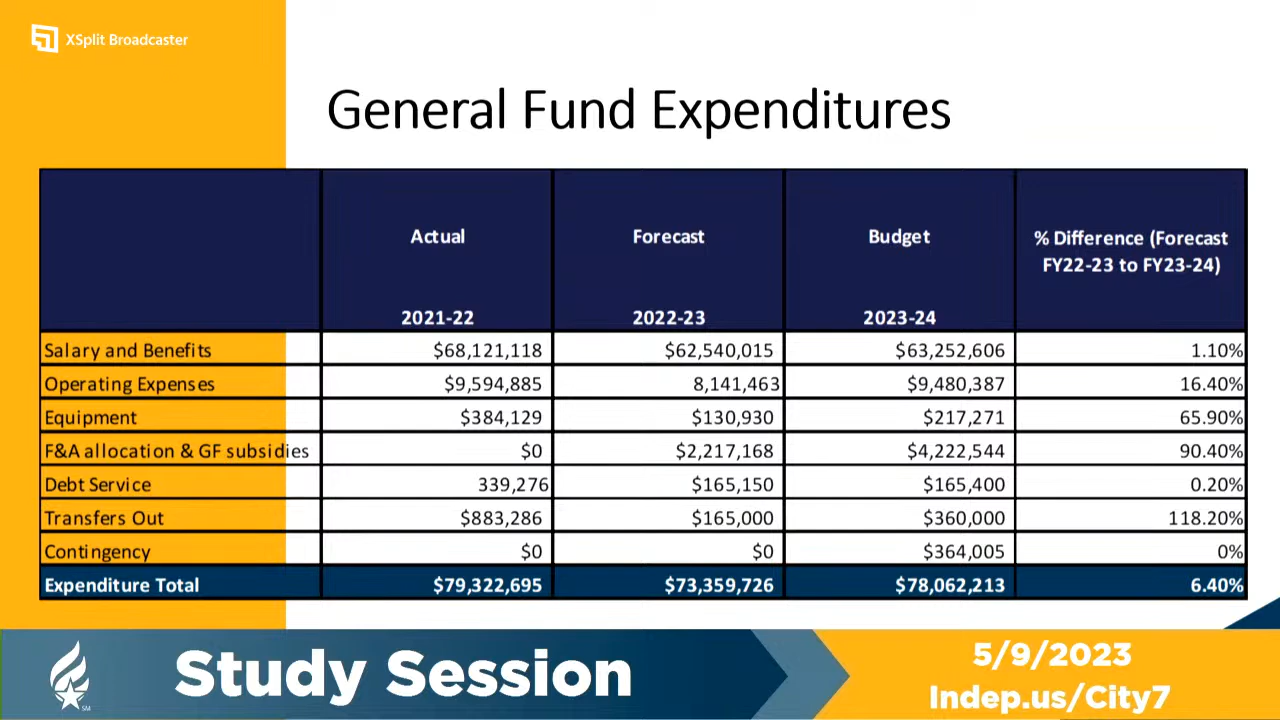 XSplit Broadcaster
General Fund Expenditures
Actual Forecast Budget % Difference (Forecast
FY22-23 to FY23-24)
2021-22 2022-23 2023-24
Salary and Benefits $68,121,118 $62,540,015 $63,252,606 1.10%
Operating Expenses $9,594,885 8,141,463 $9,480,387 16.40%
Equipment $384,129 $130,930 $217,271 65.90%
F&A allocation & GF subsidies $0 $2,217,168 $4,222,544 90.40%
Debt Service 339,276 $165,150 $165,400 0.20%
Transfers Out $883,286 $165,000 $360,000 118.20%
Contingency $0 $0 $364,005 0%
Expenditure Total $79,322,695 $73,359,726 $78,062,213 6.40%
Study Session
SM
5/9/2023
Indep.us/City7